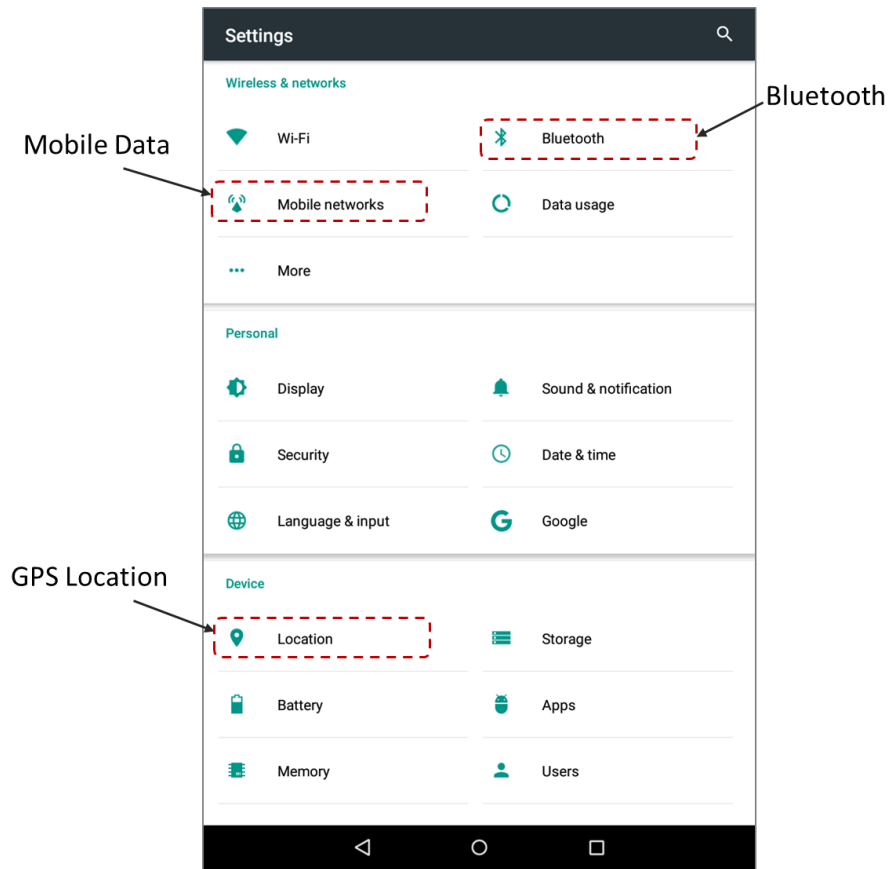 Settings
Wireless & networks
Bluetooth
Wi-Fi
Bluetooth
Mobile Data
Mobile networks
Data usage
More
Personal
Display
Sound & notification
Security
Date & time
Language & input
Google
GPS Location
Device
Location
Storage
Battery
Apps
Memory
Users